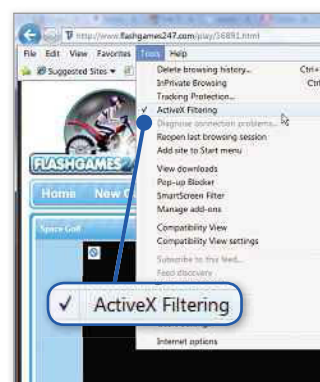 http://www.flashgames247.com/play/36891.html
File Edit View Favorites Tools Help
Suggested Sites
Delete browsing history... Ctrl+
InPrivate Browsing Ctrl
Tracking Protection...
✓ ActiveX Filtering
Diagnose connection problems...
Reopen last browsing session
Add site to Start menu
View downloads
Pop-up Blocker
SmartScreen Filter
Manage add-ons
Compatibility View
Compatibility View settings
Subscribe to this feed...
Feed discovery
FLASHGAMES
Home New
Space Golf
✓ ActiveX Filtering
Internet options